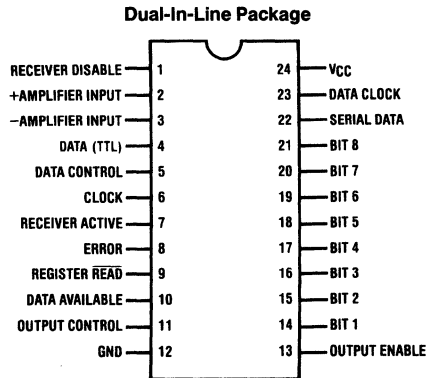 Dual-In-Line Package
RECEIVER DISABLE 1 24 VCC
+AMPLIFIER INPUT 2 23 DATA CLOCK
−AMPLIFIER INPUT 3 22 SERIAL DATA
DATA (TTL) 4 21 BIT 8
DATA CONTROL 5 20 BIT 7
CLOCK 6 19 BIT 6
RECEIVER ACTIVE 7 18 BIT 5
ERROR 8 17 BIT 4
REGISTER R̅E̅A̅D̅ 9 16 BIT 3
DATA AVAILABLE 10 15 BIT 2
OUTPUT CONTROL 11 14 BIT 1
GND 12 13 OUTPUT ENABLE